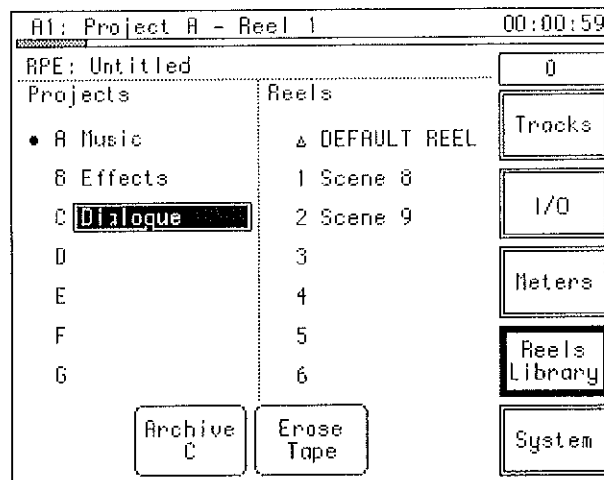 A1: Project A - Reel 1
00:00:59
RPE: Untitled
0
Projects
Reels
• A Music
B Effects
C Dialogue
D
E
F
G
▵ DEFAULT REEL
1 Scene 8
2 Scene 9
3
4
5
6
Tracks
I/O
Meters
Reels
Library
System
Archive
C
Erase
Tape